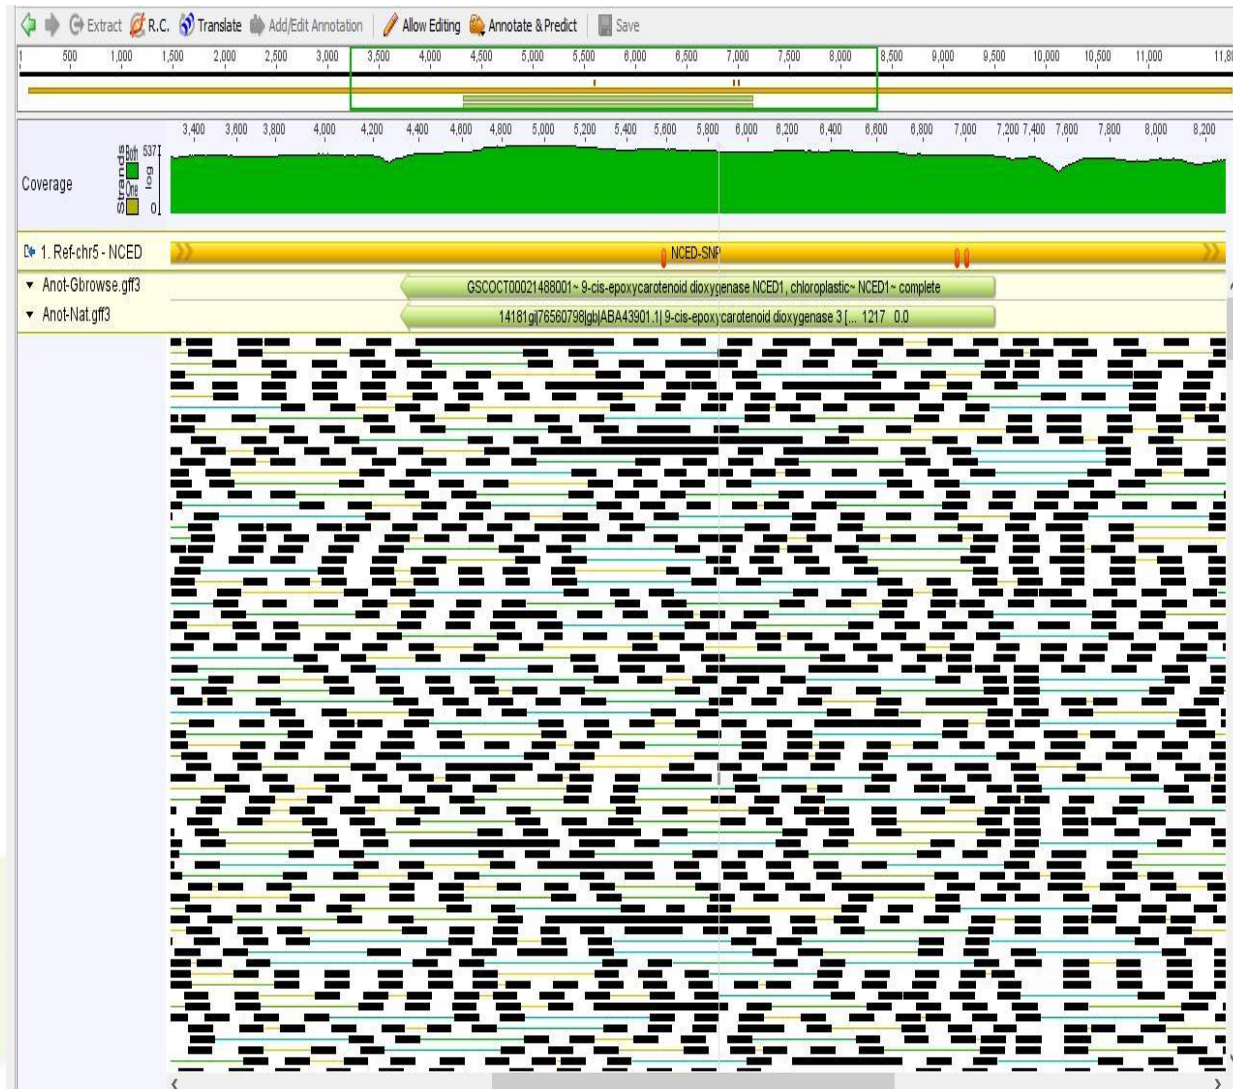 Extract R.C. Translate Add/Edit Annotation Allow Editing Annotate & Predict Save
1 500 1,000 1,500 2,000 2,500 3,000 3,500 4,000 4,500 5,000 5,500 6,000 6,500 7,000 7,500 8,000 8,500 9,000 9,500 10,000 10,500 11,000 11,8
3,400 3,600 3,800 4,000 4,200 4,400 4,600 4,800 5,000 5,200 5,400 5,600 5,800 6,000 6,200 6,400 6,600 6,800 7,000 7,200 7,400 7,600 7,800 8,000 8,200
Coverage
Strands
Both
One
537
log
0
1. Ref-chr5 - NCED
NCED-SNP
Anot-Gbrowse.gff3
GSCOCT00021488001~ 9-cis-epoxycarotenoid dioxygenase NCED1, chloroplastic~ NCED1~ complete
Anot-Nat.gff3
14181gi|76560798|gb|ABA43901.1| 9-cis-epoxycarotenoid dioxygenase 3 [... 1217 0.0